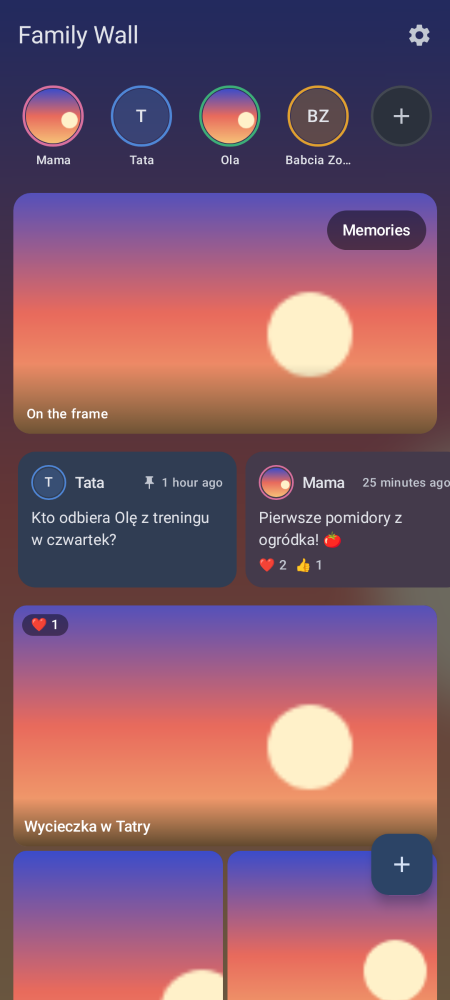 Family Wall
T
BZ
Mama
Tata
Ola
Babcia Zo…
Memories
On the frame
T
Tata
1 hour ago
Kto odbiera Olę z treningu
w czwartek?
Mama
25 minutes ago
Pierwsze pomidory z
ogródka! 🍅
❤️ 2 👍 1
❤️ 1
Wycieczka w Tatry